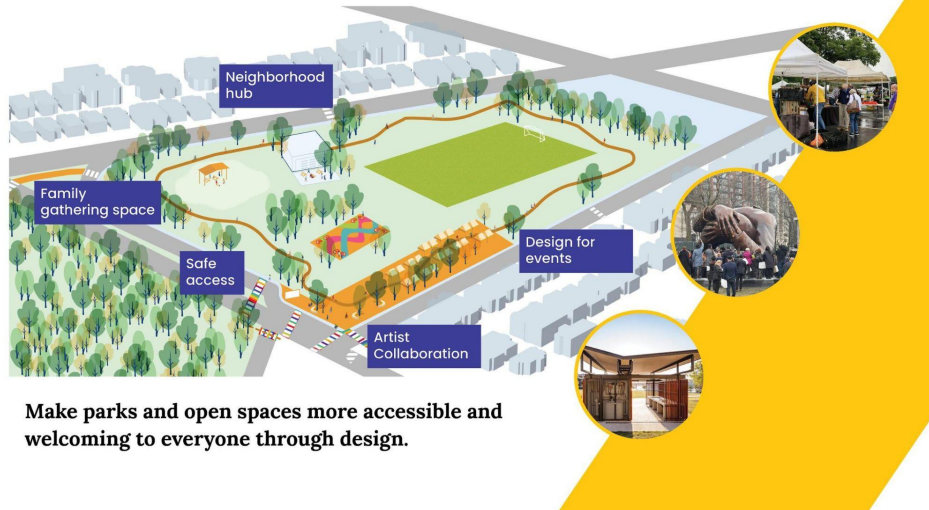 Neighborhood
hub
Family
gathering space
Safe
access
Design for
events
Artist
Collaboration
Make parks and open spaces more accessible and
welcoming to everyone through design.